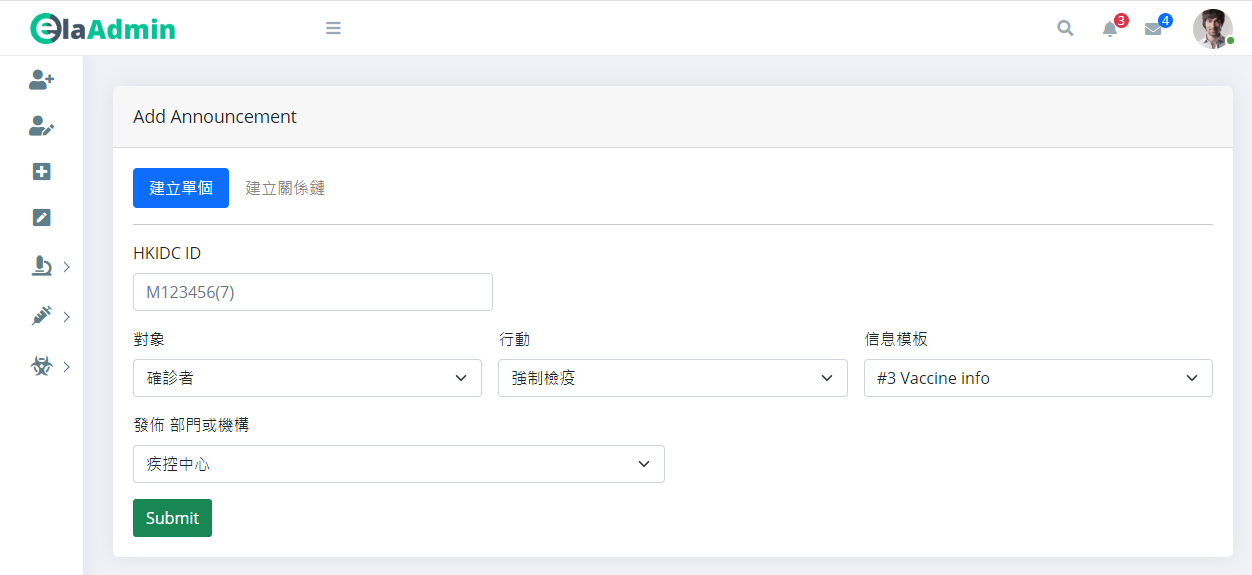 elaAdmin
3
4
Add Announcement
建立單個
建立關係鏈
HKIDC ID
M123456(7)
對象
行動
信息模板
確診者
強制檢疫
#3 Vaccine info
發佈 部門或機構
疾控中心
Submit